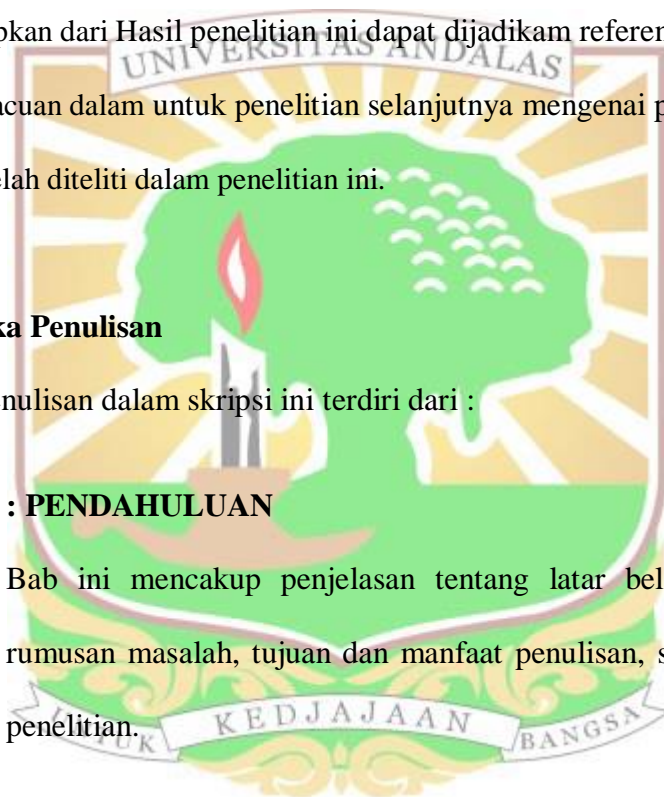 pkan dari Hasil penelitian ini dapat dijadikam referen
UNIVERSITAS ANDALAS
acuan dalam untuk penelitian selanjutnya mengenai p
elah diteliti dalam penelitian ini.
ka Penulisan
nulisan dalam skripsi ini terdiri dari :
: PENDAHULUAN
Bab ini mencakup penjelasan tentang latar bel
rumusan masalah, tujuan dan manfaat penulisan, s
penelitian.
UNTUK KEDJAJAAN BANGSA